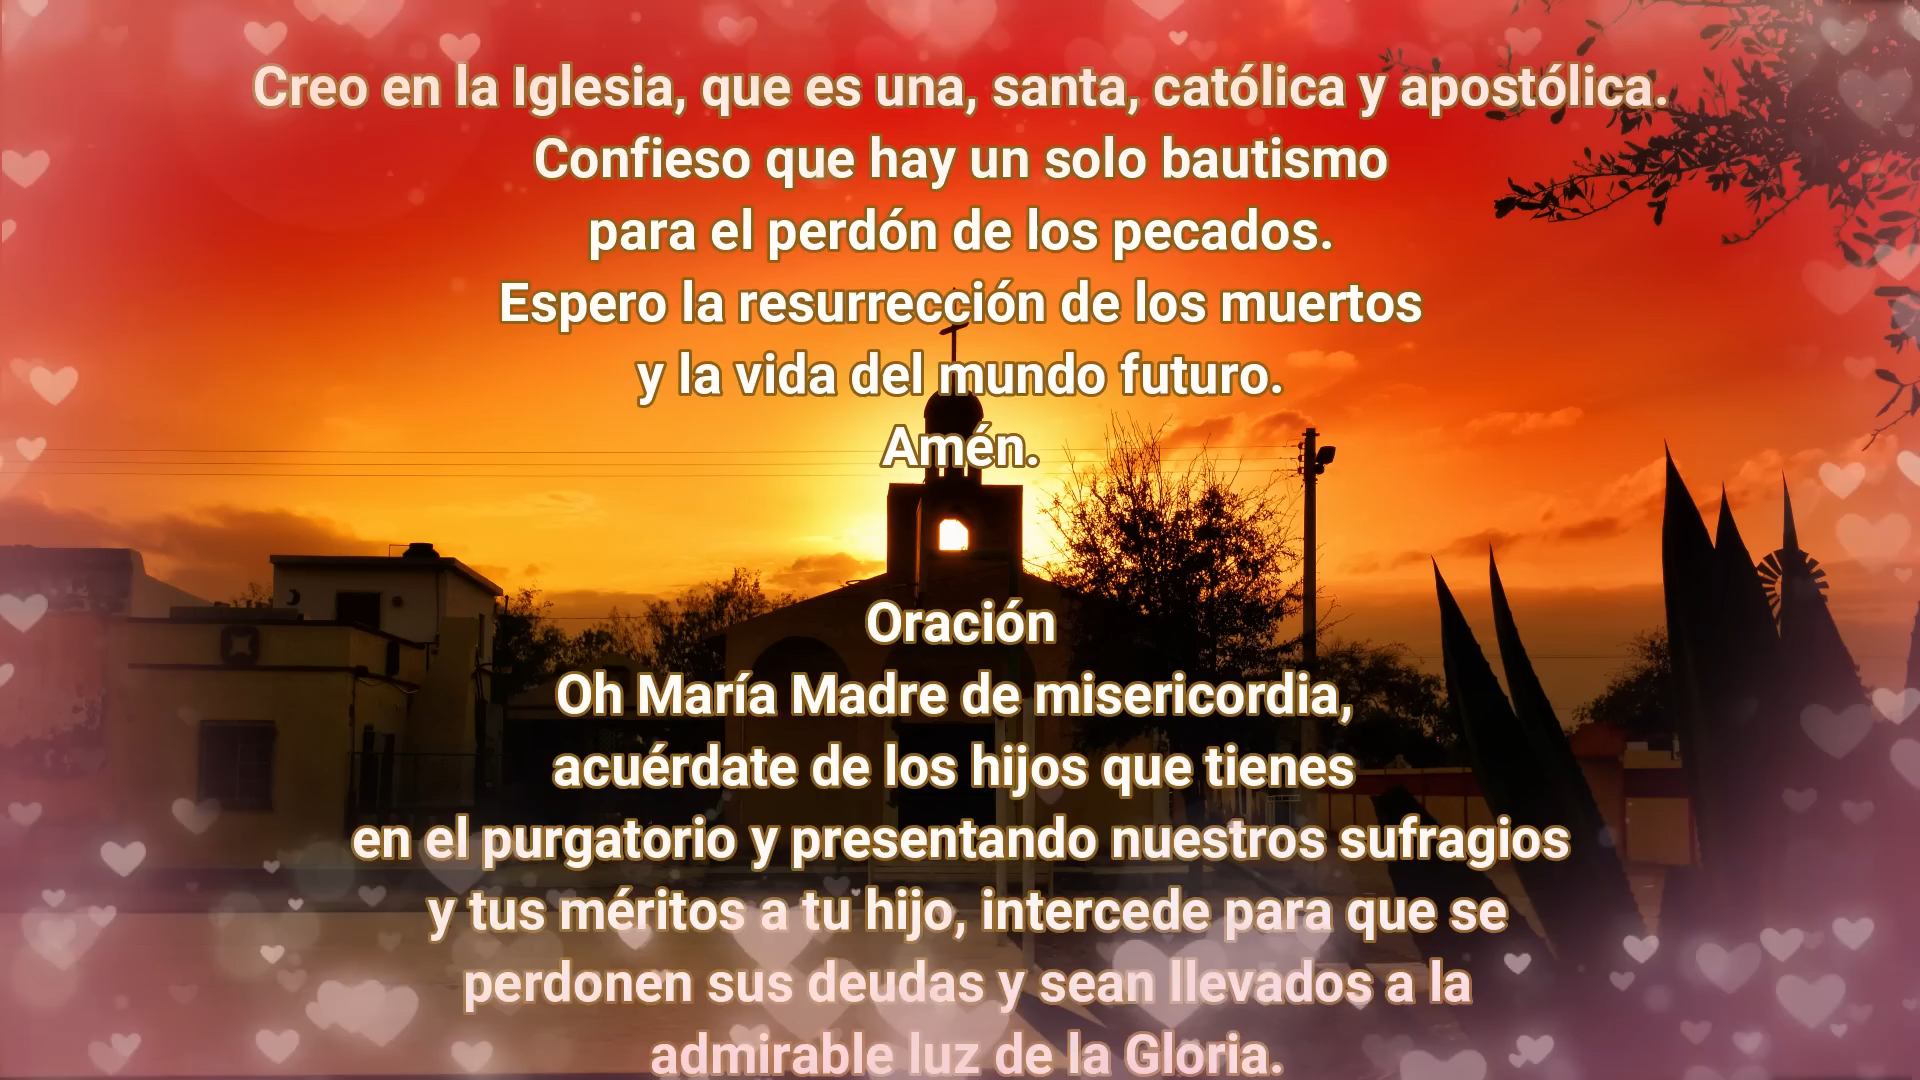 Creo en la Iglesia, que es una, santa, católica y apostólica.
Confieso que hay un solo bautismo
para el perdón de los pecados.
Espero la resurrección de los muertos
y la vida del mundo futuro.
Amén.
Oración
Oh María Madre de misericordia,
acuérdate de los hijos que tienes
en el purgatorio y presentando nuestros sufragios
y tus méritos a tu hijo, intercede para que se
perdonen sus deudas y sean llevados a la
admirable luz de la Gloria.